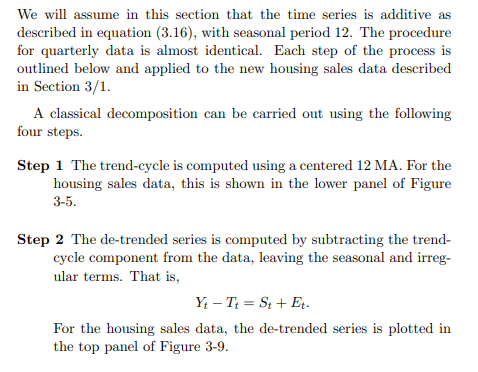 We will assume in this section that the time series is additive as
described in equation (3.16), with seasonal period 12. The procedure
for quarterly data is almost identical. Each step of the process is
outlined below and applied to the new housing sales data described
in Section 3/1.
A classical decomposition can be carried out using the following
four steps.
Step 1 The trend-cycle is computed using a centered 12 MA. For the
housing sales data, this is shown in the lower panel of Figure
3-5.
Step 2 The de-trended series is computed by subtracting the trend-
cycle component from the data, leaving the seasonal and irreg-
ular terms. That is,
Yₜ − Tₜ = Sₜ + Eₜ.
For the housing sales data, the de-trended series is plotted in
the top panel of Figure 3-9.